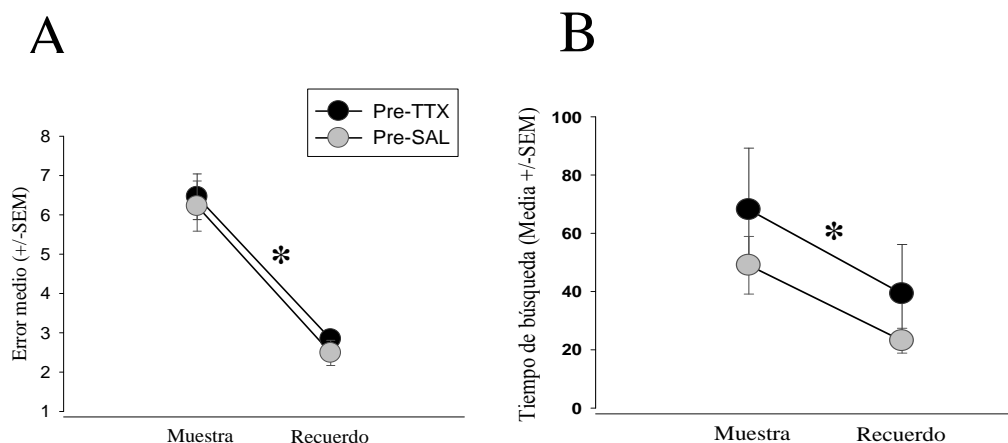 A
Pre-TTX
Pre-SAL
Error medio (+/-SEM)
8
7
6
5
4
3
2
1
*
Muestra
Recuerdo
B
Tiempo de búsqueda (Media +/-SEM)
100
80
60
40
20
0
*
Muestra
Recuerdo